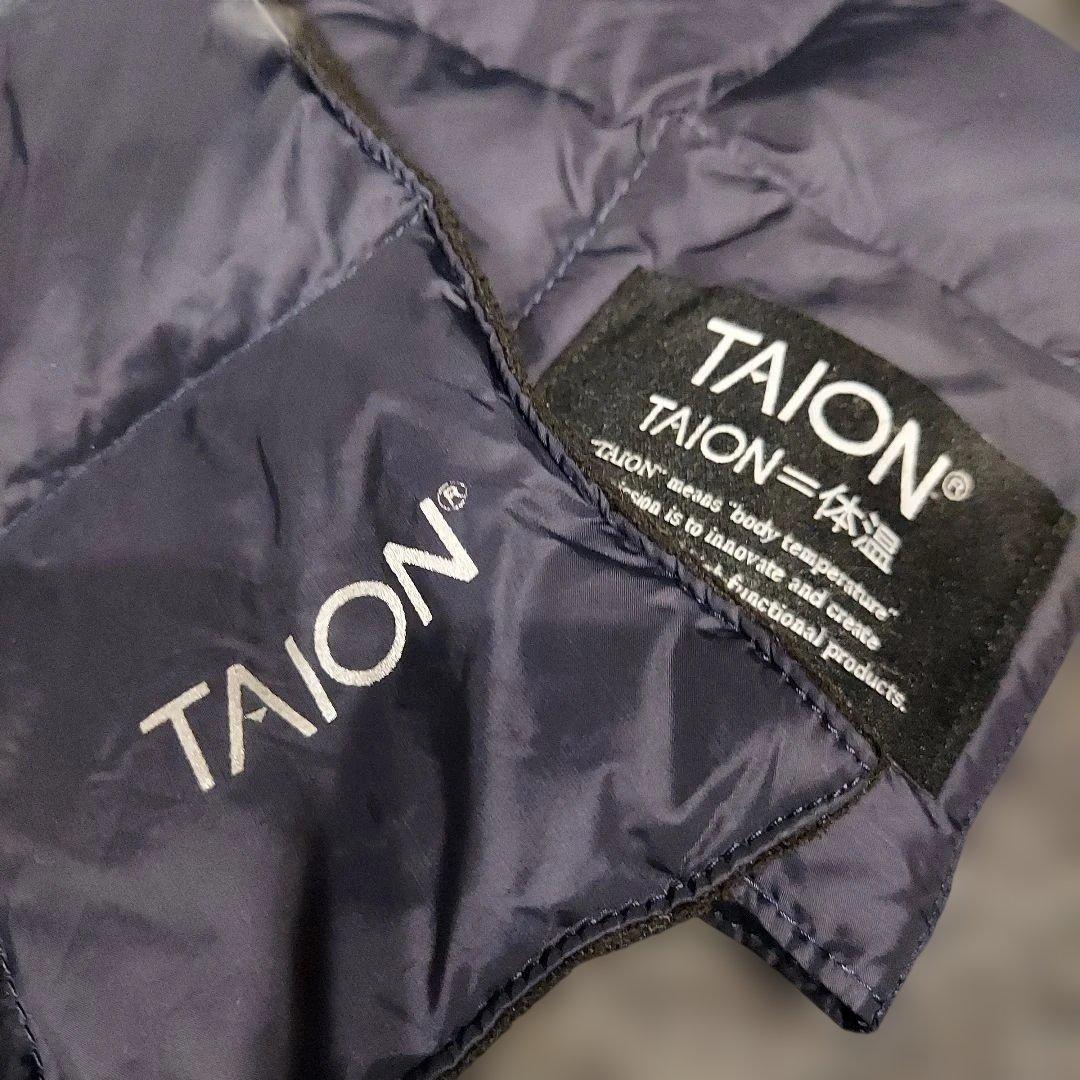 TAION®
TAION®
TAION=体温
"TAION" means "body temperature"
is to innovate and create
functional products.